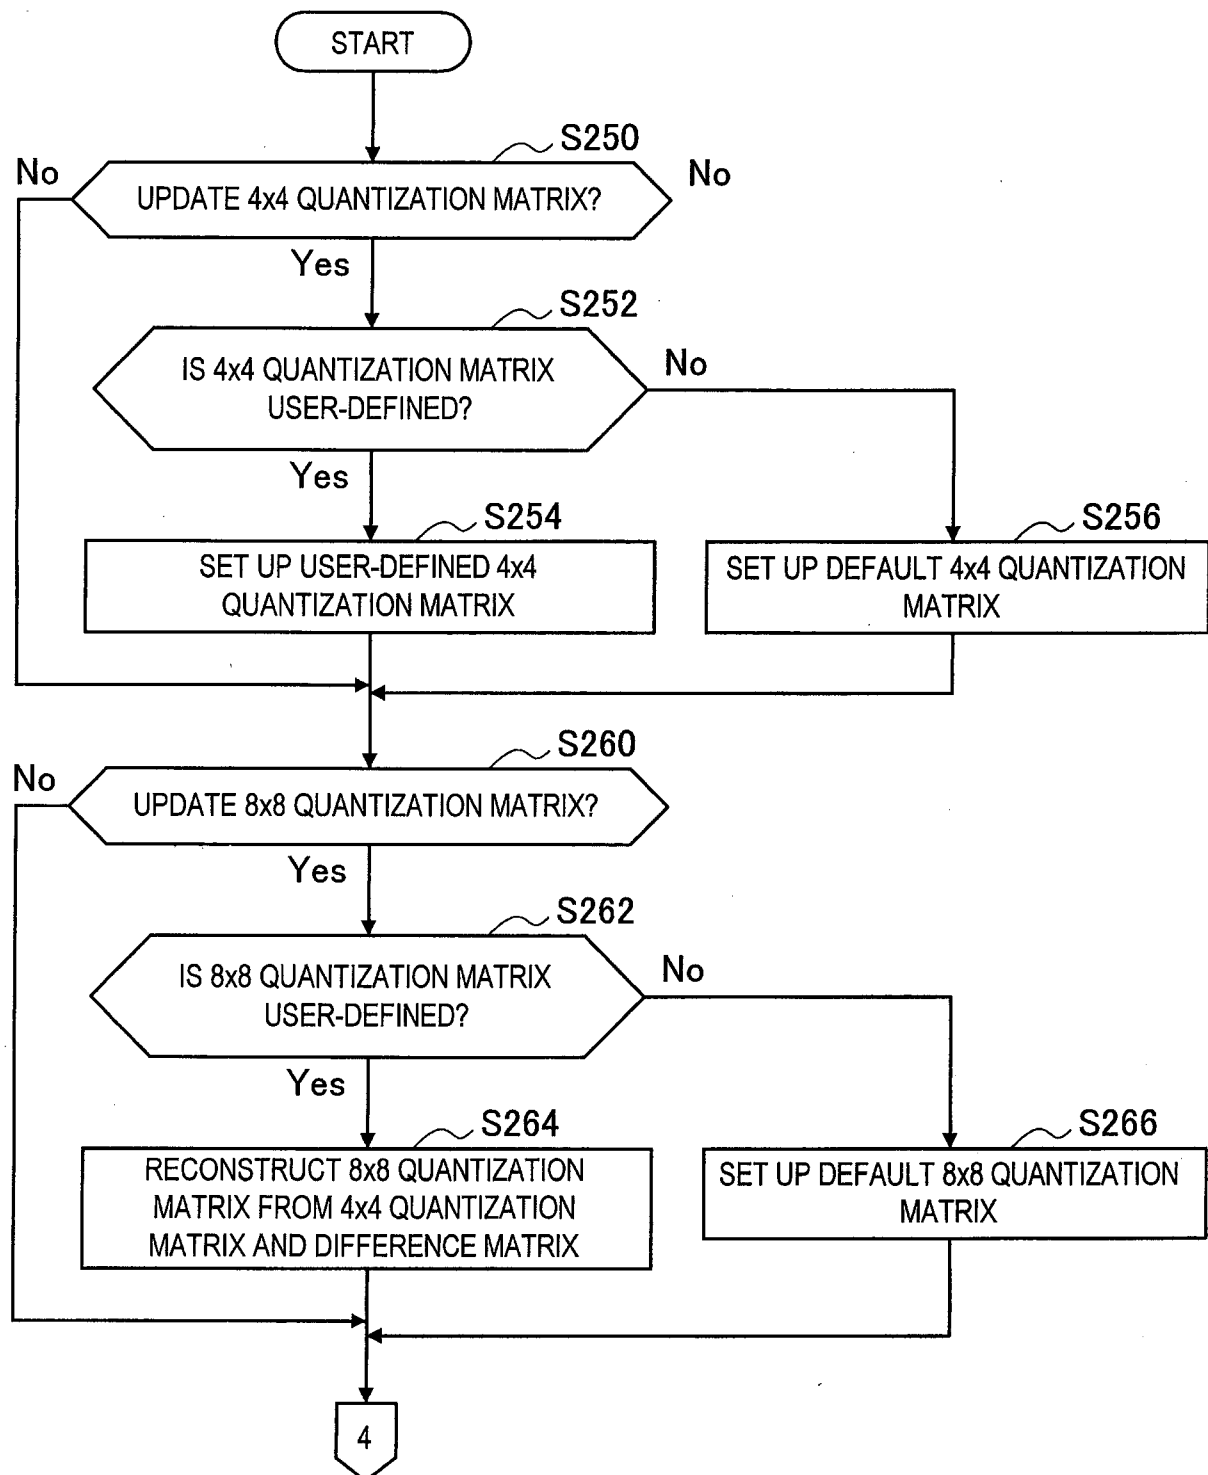 START
S250
No
No
UPDATE 4x4 QUANTIZATION MATRIX?
Yes
S252
IS 4x4 QUANTIZATION MATRIX
USER-DEFINED?
No
Yes
S254
S256
SET UP USER-DEFINED 4x4
QUANTIZATION MATRIX
SET UP DEFAULT 4x4 QUANTIZATION
MATRIX
S260
No
UPDATE 8x8 QUANTIZATION MATRIX?
Yes
S262
IS 8x8 QUANTIZATION MATRIX
USER-DEFINED?
No
Yes
S264
S266
RECONSTRUCT 8x8 QUANTIZATION
MATRIX FROM 4x4 QUANTIZATION
MATRIX AND DIFFERENCE MATRIX
SET UP DEFAULT 8x8 QUANTIZATION
MATRIX
4